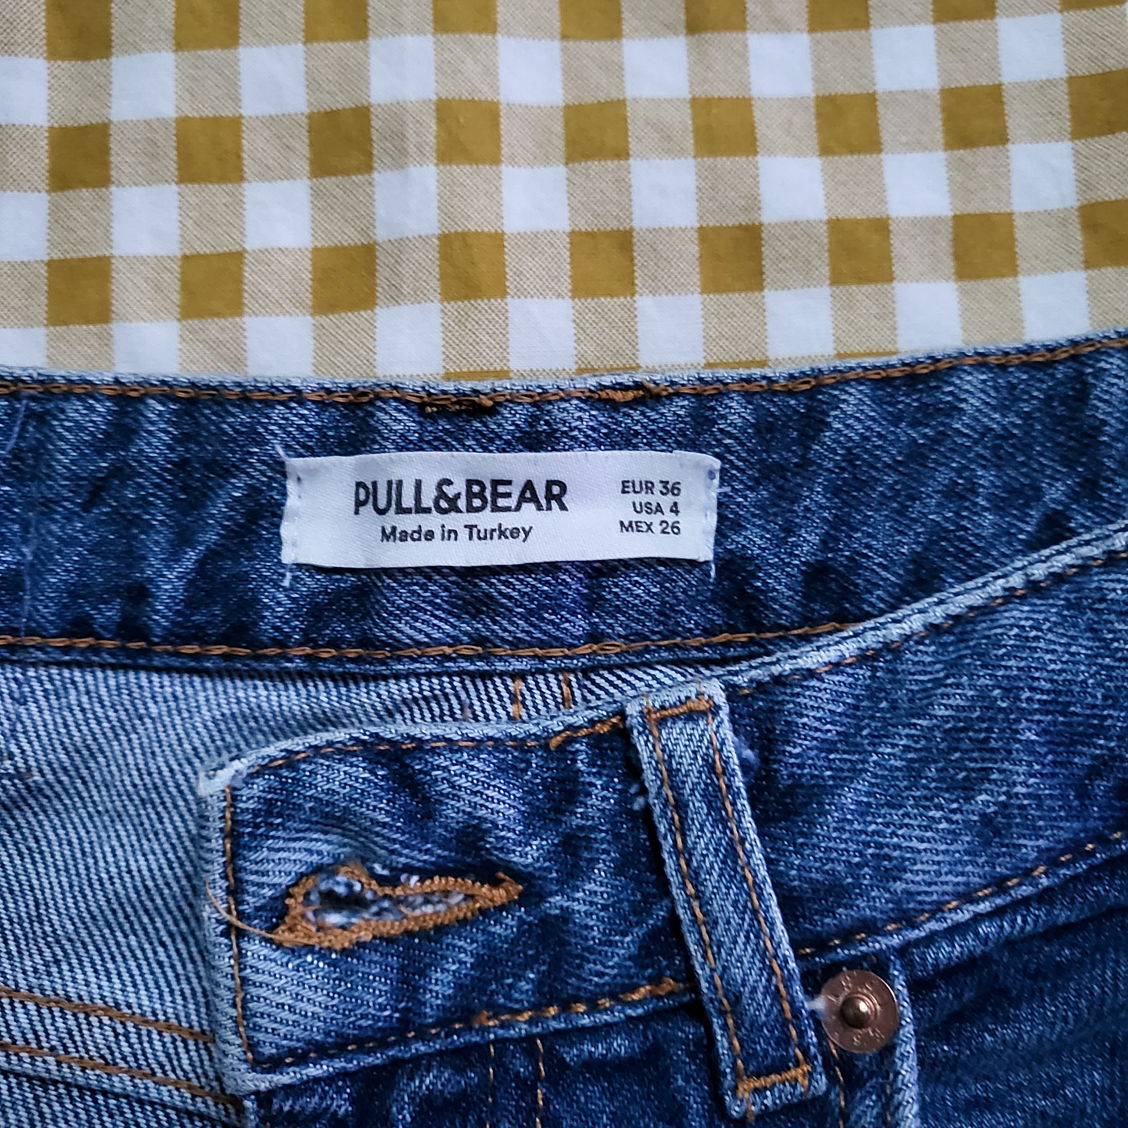 PULL&BEAR
Made in Turkey
EUR 36
USA 4
MEX 26